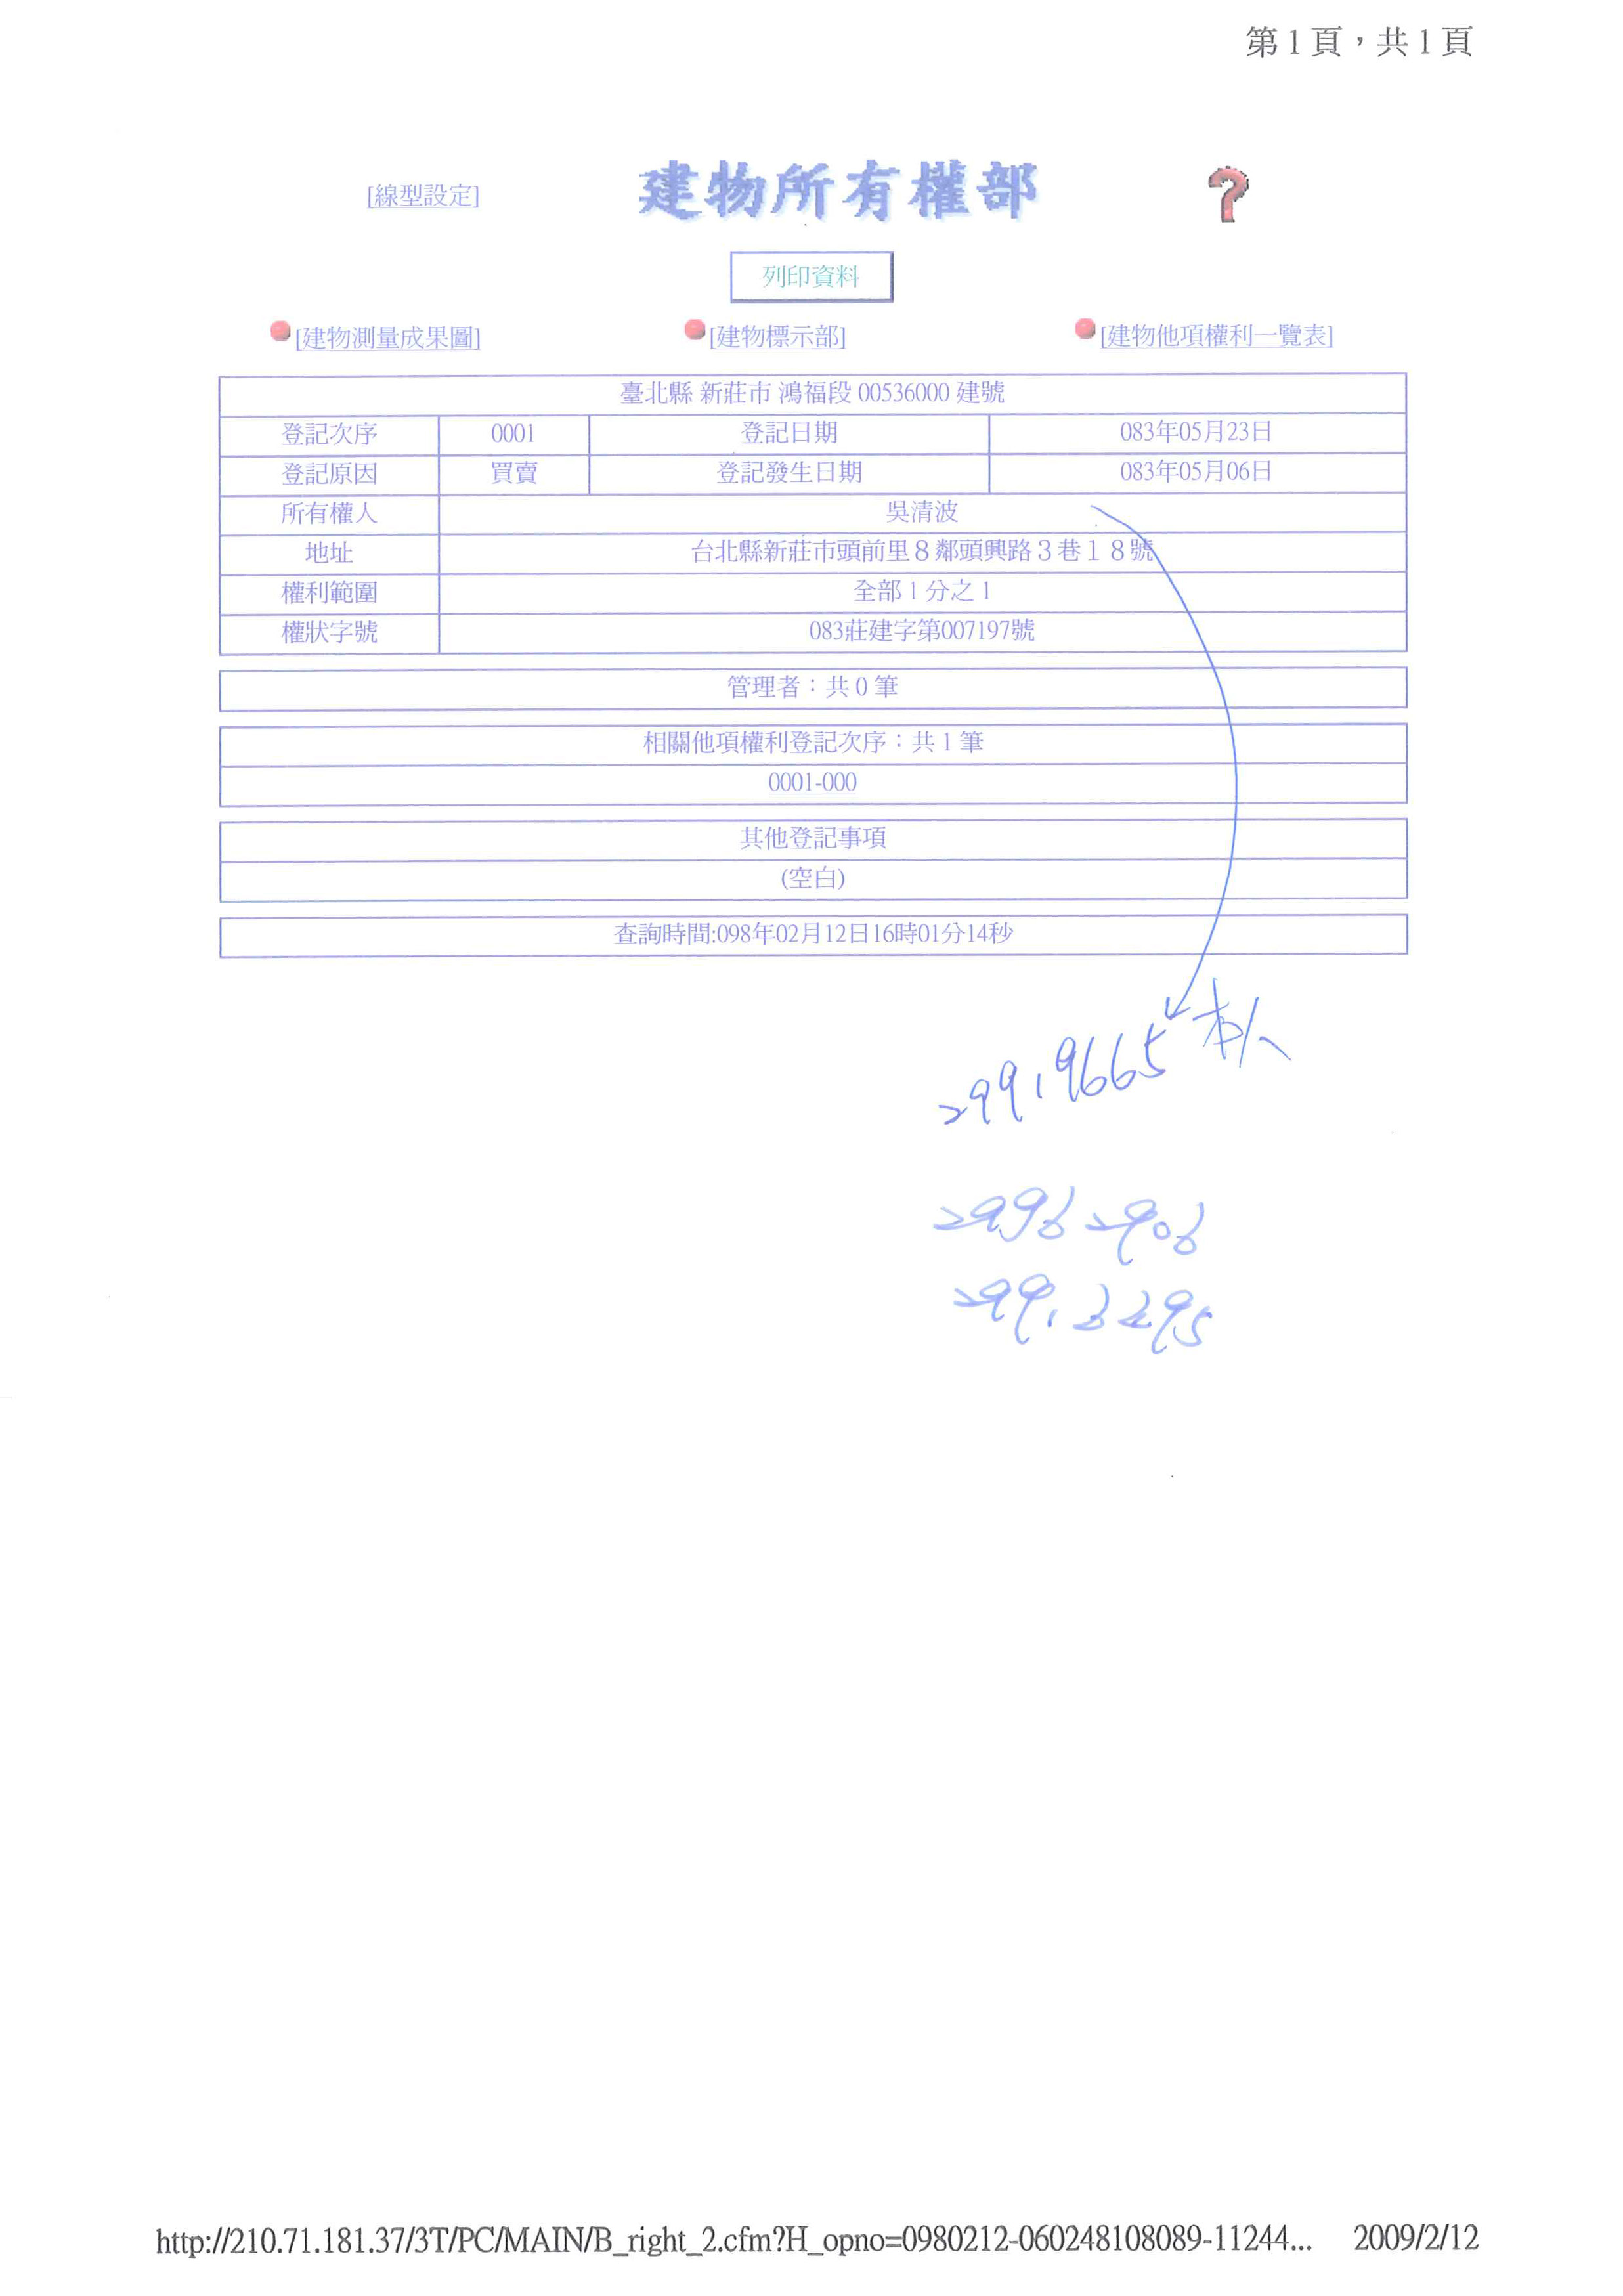 第1頁，共1頁
[線型設定] 建物所有權部
列印資料
[建物測量成果圖] [建物標示部] [建物他項權利一覽表]
臺北縣 新莊市 鴻福段 00536000 建號
登記次序 0001 登記日期 083年05月23日
登記原因 買賣 登記發生日期 083年05月06日
所有權人 吳清波
地址 台北縣新莊市頭前里８鄰頭興路３巷１８號
權利範圍 全部 1 分之 1
權狀字號 083莊建字第007197號
管理者：共 0 筆
相關他項權利登記次序：共 1 筆
0001-000
其他登記事項
(空白)
查詢時間:098年02月12日16時01分14秒
29919665 本人
2996 2906
2991 3295
http://210.71.181.37/3T/PC/MAIN/B_right_2.cfm?H_opno=0980212-060248108089-11244... 2009/2/12